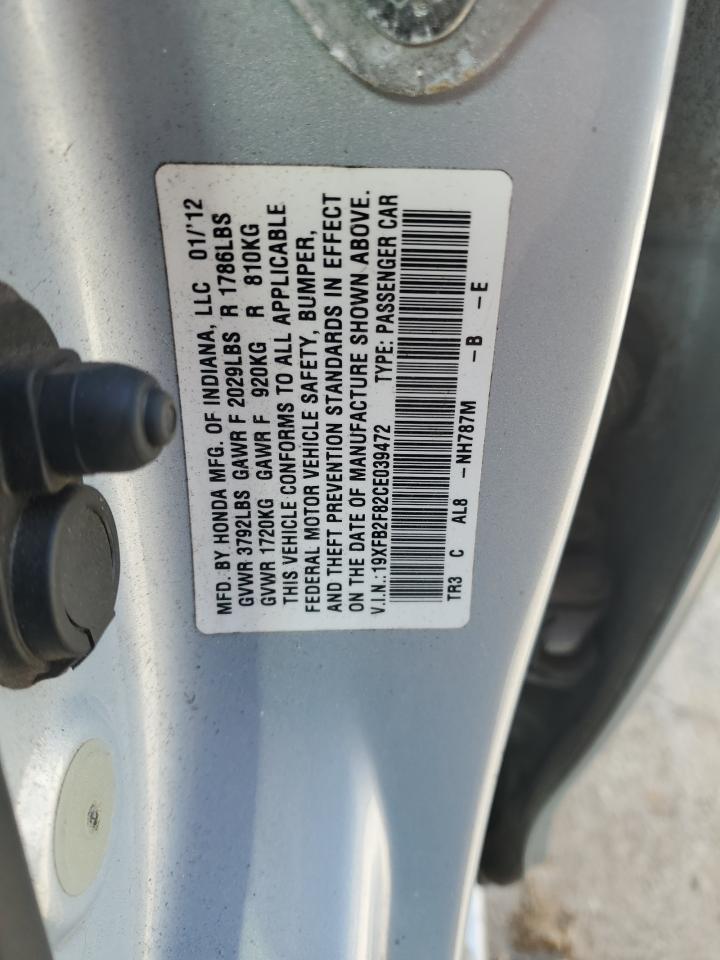 MFD. BY HONDA MFG. OF INDIANA, LLC 01/'12
GVWR 3792LBS GAWR F 2029LBS R 1786LBS
GVWR 1720KG GAWR F 920KG R 810KG
THIS VEHICLE CONFORMS TO ALL APPLICABLE
FEDERAL MOTOR VEHICLE SAFETY, BUMPER,
AND THEFT PREVENTION STANDARDS IN EFFECT
ON THE DATE OF MANUFACTURE SHOWN ABOVE.
V.I.N.:19XFB2F82CE039472 TYPE: PASSENGER CAR
TR3 C AL8 -NH787M -B -E